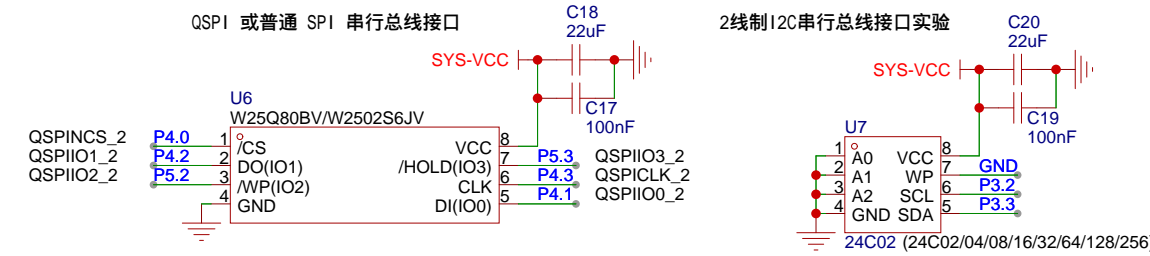 QSPI 或普通 SPI 串行总线接口
C18
22uF
SYS-VCC
C17
100nF
U6
W25Q80BV/W2502S6JV
QSPINCS_2 P4.0 1 /CS VCC 8
QSPIIO1_2 P4.2 2 DO(IO1) /HOLD(IO3) 7 P5.3 QSPIIO3_2
QSPIIO2_2 P5.2 3 /WP(IO2) CLK 6 P4.3 QSPICLK_2
4 GND DI(IO0) 5 P4.1 QSPIIO0_2
2线制I2C串行总线接口实验
C20
22uF
SYS-VCC
C19
100nF
U7
1 A0 VCC 8
2 A1 WP 7 GND
3 A2 SCL 6 P3.2
4 GND SDA 5 P3.3
24C02 (24C02/04/08/16/32/64/128/256)